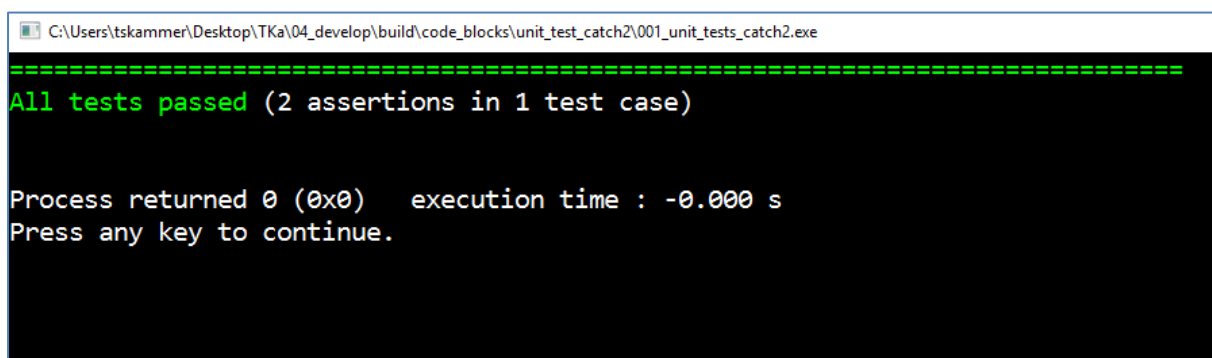 C:\Users\tskammer\Desktop\TKa\04_develop\build\code_blocks\unit_test_catch2\001_unit_tests_catch2.exe
===============================================================================
All tests passed (2 assertions in 1 test case)
Process returned 0 (0x0)   execution time : -0.000 s
Press any key to continue.